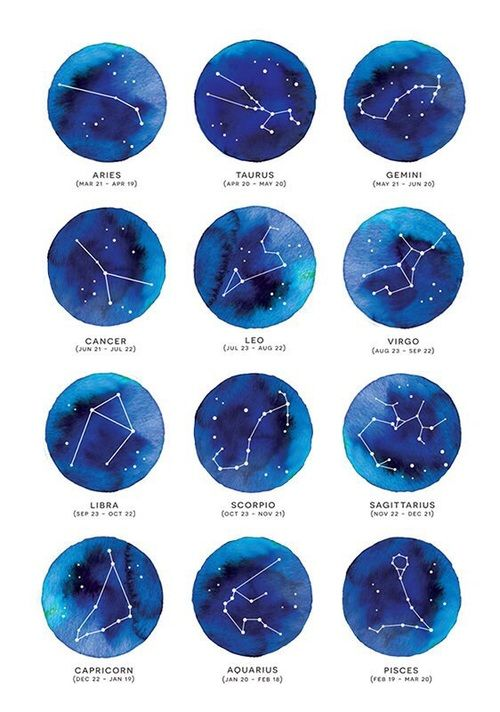 ARIES
(MAR 21 - APR 19)
TAURUS
(APR 20 - MAY 20)
GEMINI
(MAY 21 - JUN 20)
CANCER
(JUN 21 - JUL 22)
LEO
(JUL 23 - AUG 22)
VIRGO
(AUG 23 - SEP 22)
LIBRA
(SEP 23 - OCT 22)
SCORPIO
(OCT 23 - NOV 21)
SAGITTARIUS
(NOV 22 - DEC 21)
CAPRICORN
(DEC 22 - JAN 19)
AQUARIUS
(JAN 20 - FEB 18)
PISCES
(FEB 19 - MAR 20)